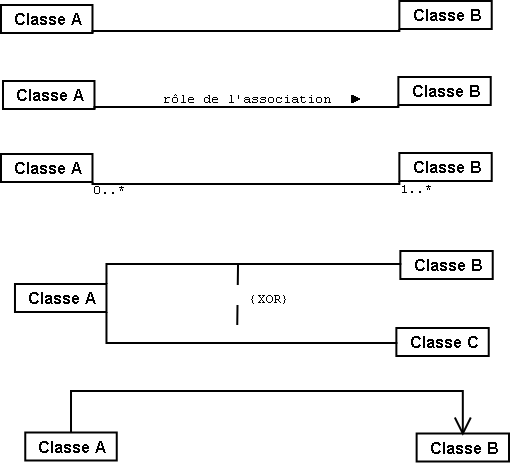 Classe A
Classe B
Classe A
rôle de l'association
Classe B
Classe A
Classe B
0..*
1..*
Classe B
Classe A
{XOR}
Classe C
Classe A
Classe B